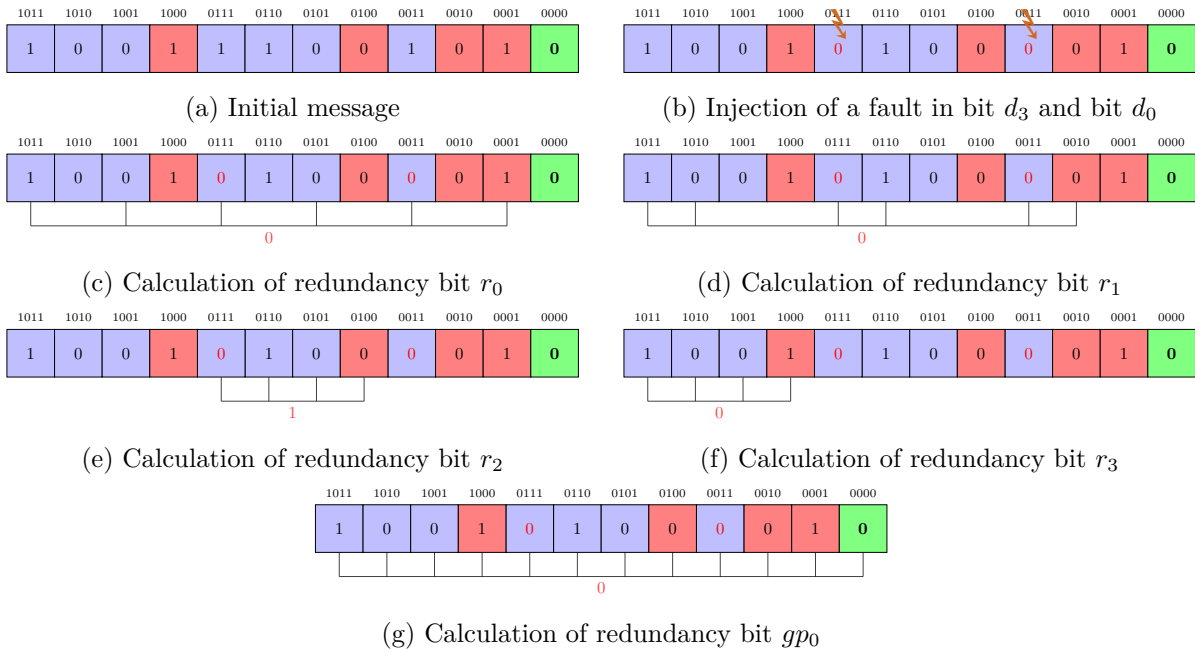 1011 1010 1001 1000 0111 0110 0101 0100 0011 0010 0001 0000
1 0 0 1 1 1 0 0 1 0 1 0
(a) Initial message
1011 1010 1001 1000 0111 0110 0101 0100 0011 0010 0001 0000
1 0 0 1 0 1 0 0 0 0 1 0
(b) Injection of a fault in bit d3 and bit d0
1011 1010 1001 1000 0111 0110 0101 0100 0011 0010 0001 0000
1 0 0 1 0 1 0 0 0 0 1 0
0
(c) Calculation of redundancy bit r0
1011 1010 1001 1000 0111 0110 0101 0100 0011 0010 0001 0000
1 0 0 1 0 1 0 0 0 0 1 0
0
(d) Calculation of redundancy bit r1
1011 1010 1001 1000 0111 0110 0101 0100 0011 0010 0001 0000
1 0 0 1 0 1 0 0 0 0 1 0
1
(e) Calculation of redundancy bit r2
1011 1010 1001 1000 0111 0110 0101 0100 0011 0010 0001 0000
1 0 0 1 0 1 0 0 0 0 1 0
0
(f) Calculation of redundancy bit r3
1011 1010 1001 1000 0111 0110 0101 0100 0011 0010 0001 0000
1 0 0 1 0 1 0 0 0 0 1 0
0
(g) Calculation of redundancy bit gp0